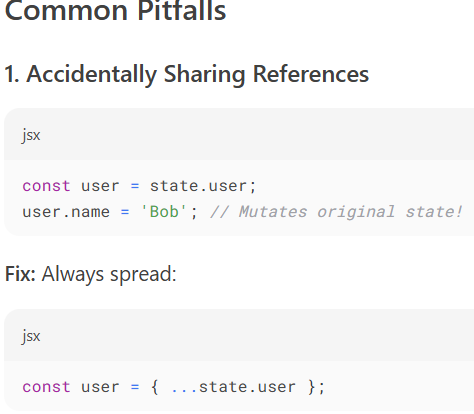 Common Pitfalls
1. Accidentally Sharing References
jsx
const user = state.user;
user.name = 'Bob'; // Mutates original state!
Fix: Always spread:
jsx
const user = { ...state.user };